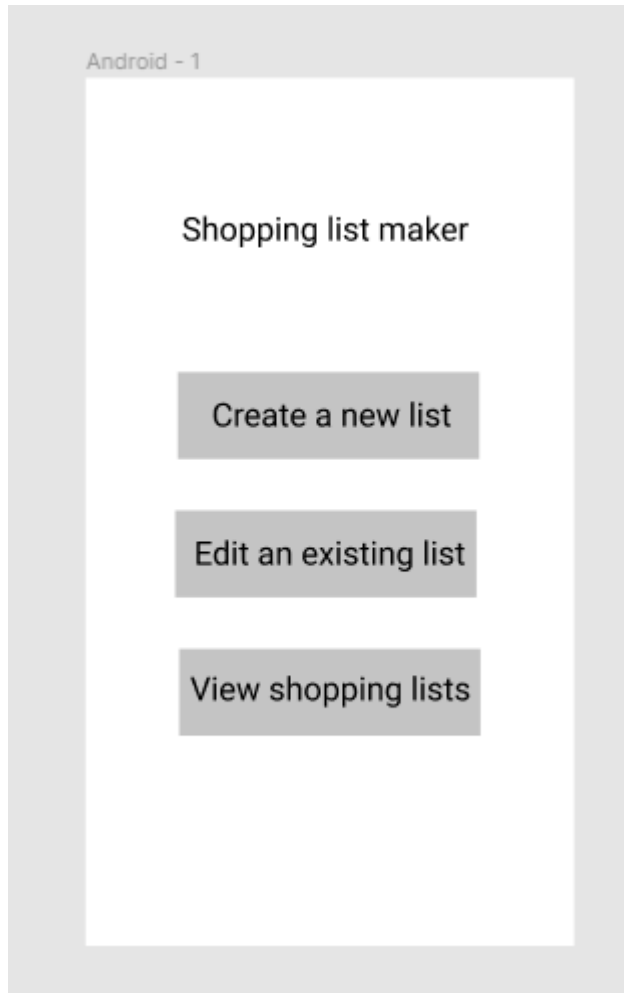 Android - 1
Shopping list maker
Create a new list
Edit an existing list
View shopping lists